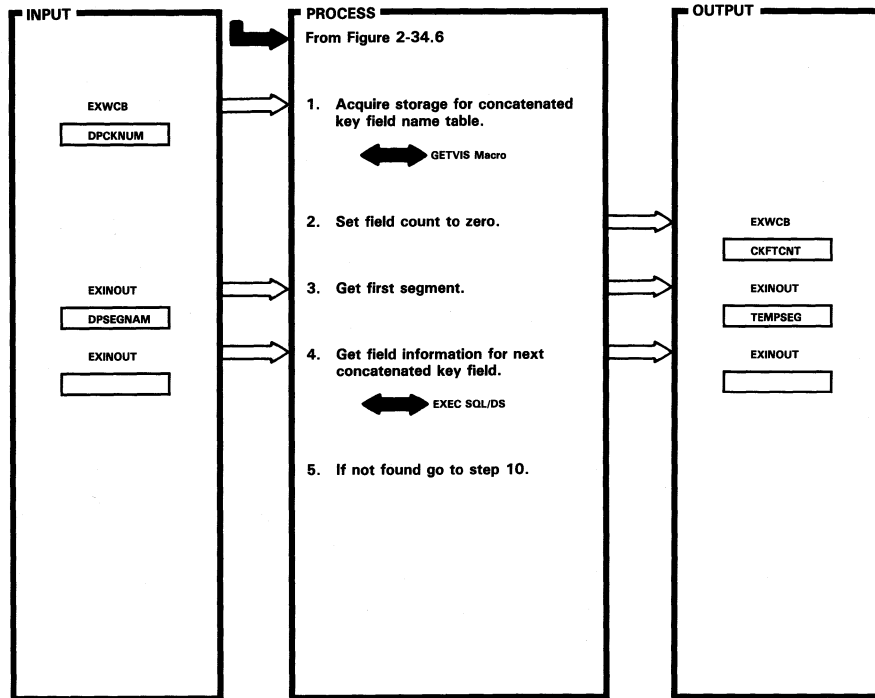 INPUT
EXWCB
DPCKNUM
EXINOUT
DPSEGNAM
EXINOUT
PROCESS
From Figure 2-34.6
1. Acquire storage for concatenated
key field name table.
GETVIS Macro
2. Set field count to zero.
3. Get first segment.
4. Get field information for next
concatenated key field.
EXEC SQL/DS
5. If not found go to step 10.
OUTPUT
EXWCB
CKFTCNT
EXINOUT
TEMPSEG
EXINOUT